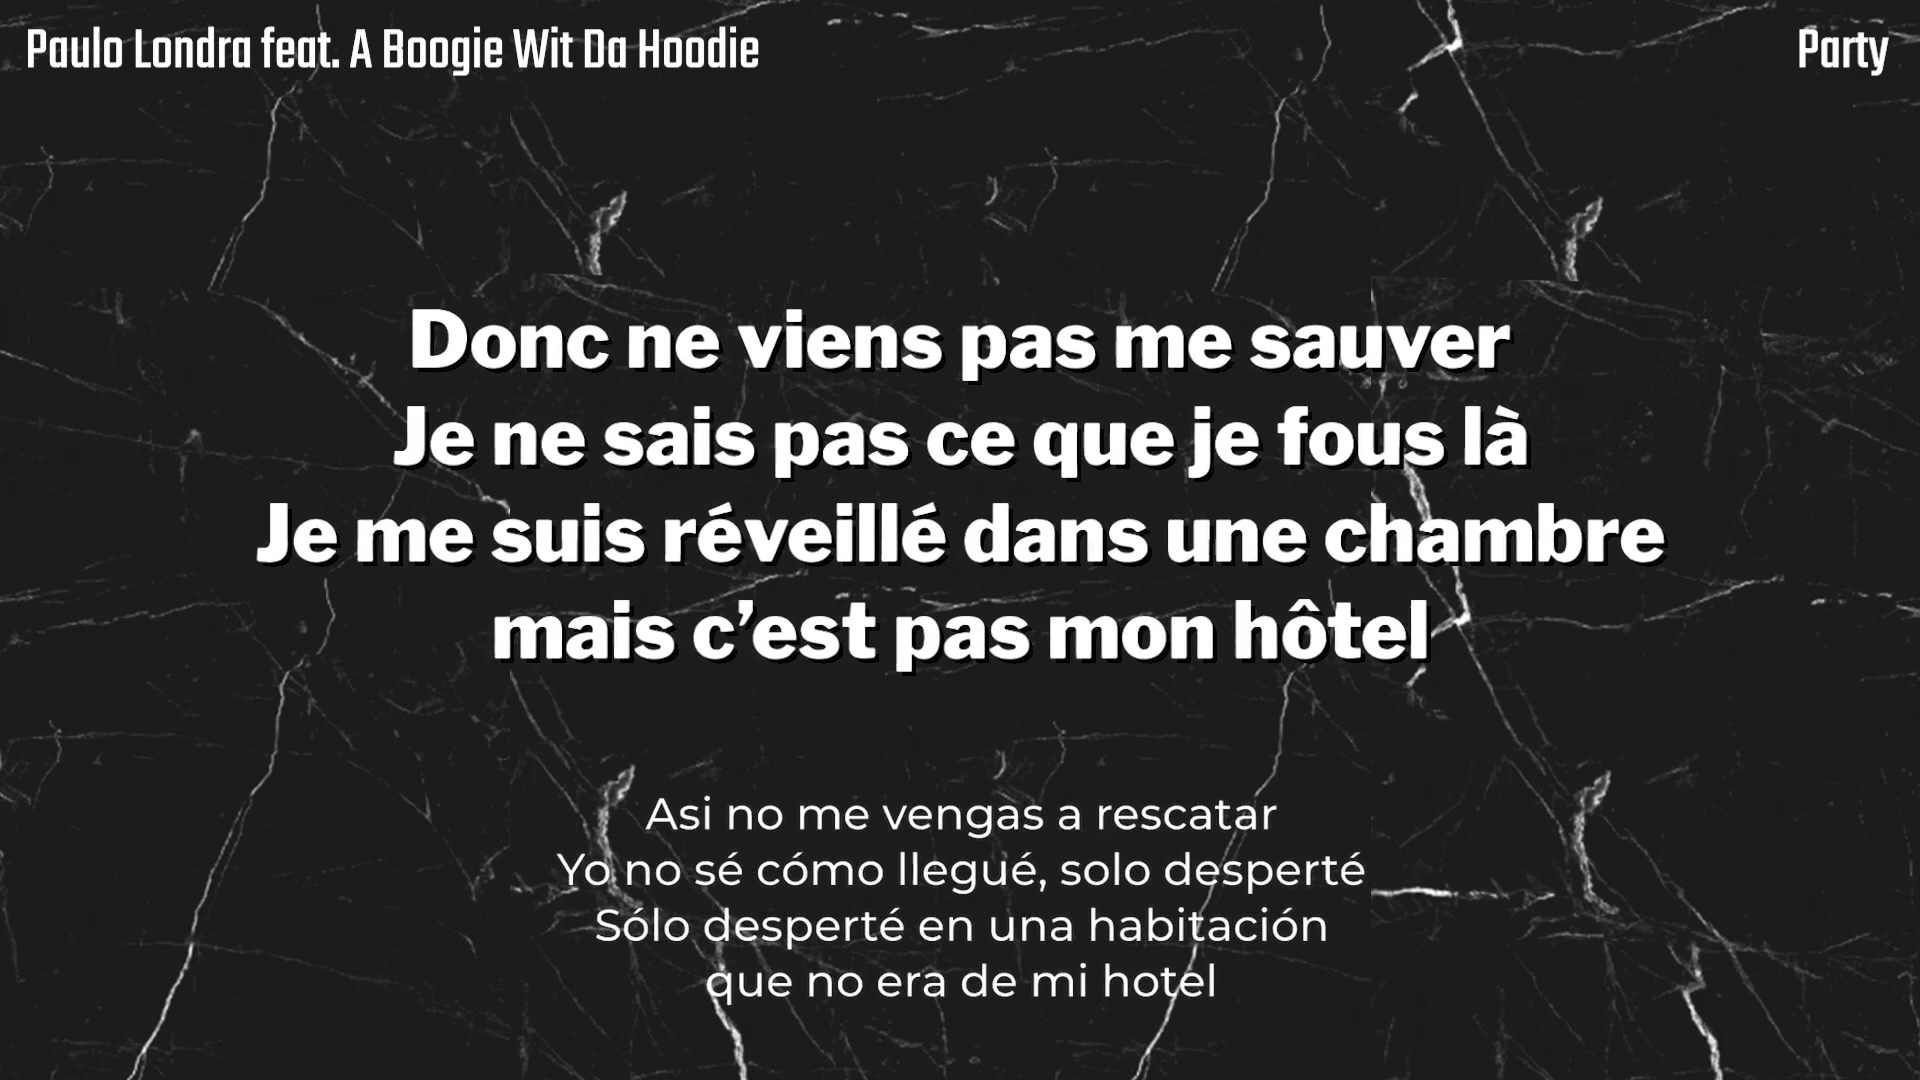 Paulo Londra feat. A Boogie Wit Da Hoodie
Party
Donc ne viens pas me sauver
Je ne sais pas ce que je fous là
Je me suis réveillé dans une chambre
mais c’est pas mon hôtel
Asi no me vengas a rescatar
Yo no sé cómo llegué, solo desperté
Sólo desperté en una habitación
que no era de mi hotel